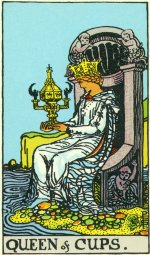 QUEEN of CUPS.